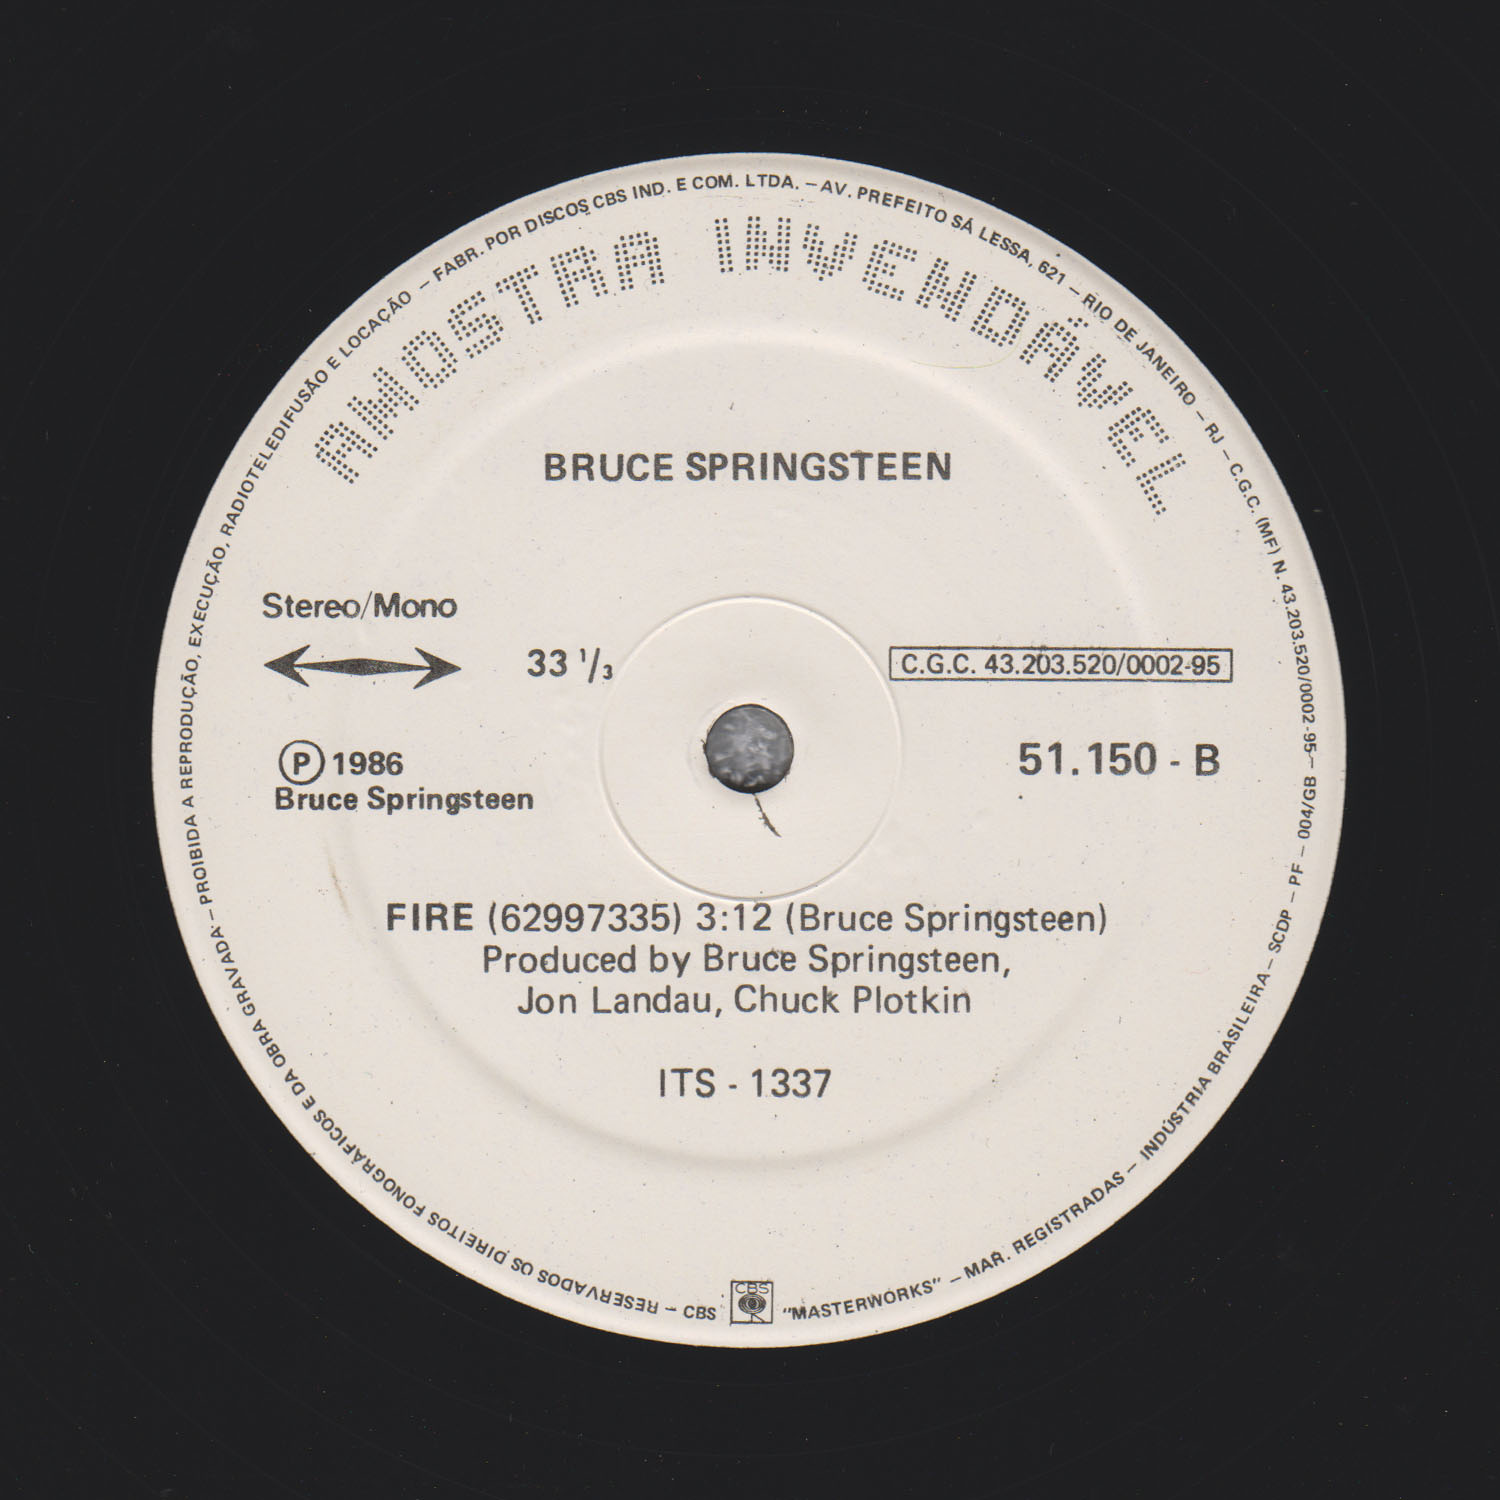 FABR. POR DISCOS CBS IND. E COM. LTDA. – AV. PREFEITO SÁ LESSA, 621 – RIO DE JANEIRO – RJ – C.G.C. (MF) N. 43.203.520/0002-95 – 004/GB – PF – SCDP – INDÚSTRIA BRASILEIRA –
AMOSTRA INVENDÁVEL
BRUCE SPRINGSTEEN
Stereo/Mono
33 1/3
C.G.C. 43.203.520/0002-95
Ⓟ 1986
Bruce Springsteen
51.150 - B
FIRE (62997335) 3:12 (Bruce Springsteen)
Produced by Bruce Springsteen,
Jon Landau, Chuck Plotkin
ITS - 1337
RESERVADOS OS DIREITOS FONOGRÁFICOS E DA OBRA GRAVADA – PROIBIDA A REPRODUÇÃO, EXECUÇÃO, RADIOTELEDIFUSÃO E LOCAÇÃO –
– CBS
CBS
"MASTERWORKS" – MAR. REGISTRADAS –